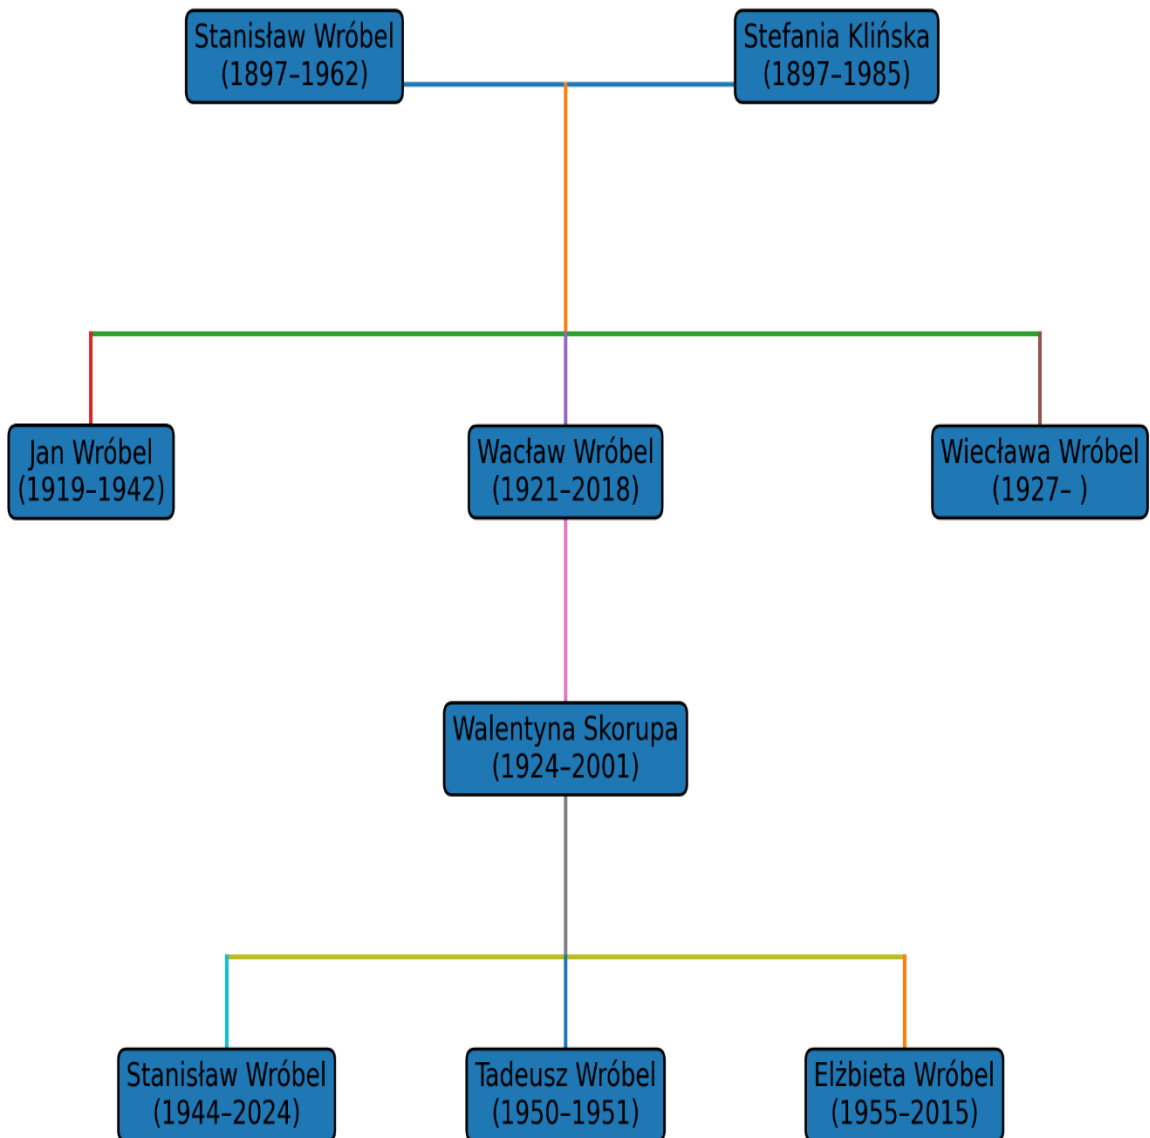 Stanisław Wróbel
(1897–1962)
Stefania Klińska
(1897–1985)
Jan Wróbel
(1919–1942)
Wacław Wróbel
(1921–2018)
Wiecława Wróbel
(1927– )
Walentyna Skorupa
(1924–2001)
Stanisław Wróbel
(1944–2024)
Tadeusz Wróbel
(1950–1951)
Elżbieta Wróbel
(1955–2015)